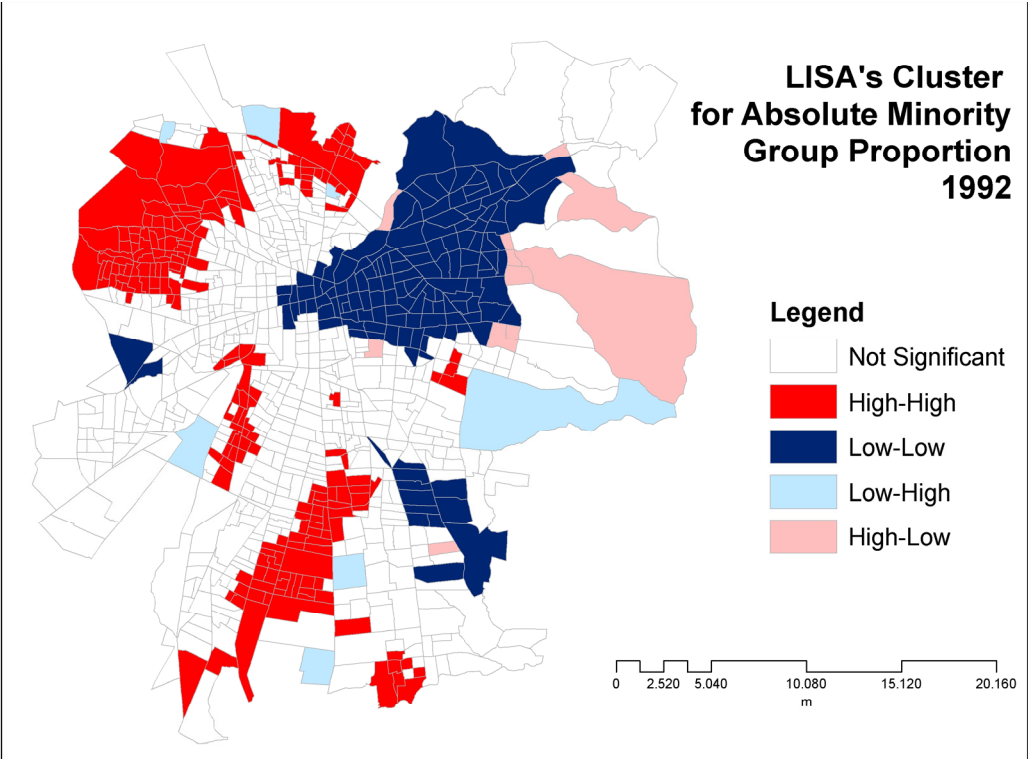 LISA's Cluster
for Absolute Minority
Group Proportion
1992
Legend
Not Significant
High-High
Low-Low
Low-High
High-Low
0 2.520 5.040 10.080 15.120 20.160
m